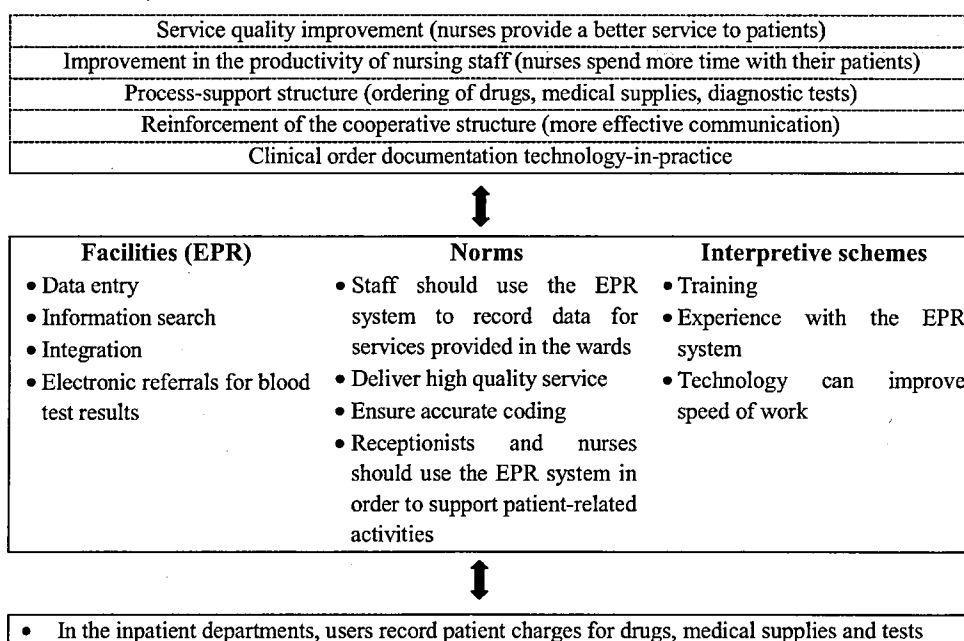 Service quality improvement (nurses provide a better service to patients)
Improvement in the productivity of nursing staff (nurses spend more time with their patients)
Process-support structure (ordering of drugs, medical supplies, diagnostic tests)
Reinforcement of the cooperative structure (more effective communication)
Clinical order documentation technology-in-practice
Facilities (EPR)
• Data entry
• Information search
• Integration
• Electronic referrals for blood
test results
Norms
• Staff should use the EPR
system to record data for
services provided in the wards
• Deliver high quality service
• Ensure accurate coding
• Receptionists and nurses
should use the EPR system in
order to support patient-related
activities
Interpretive schemes
• Training
• Experience with the EPR
system
• Technology can improve
speed of work
• In the inpatient departments, users record patient charges for drugs, medical supplies and tests